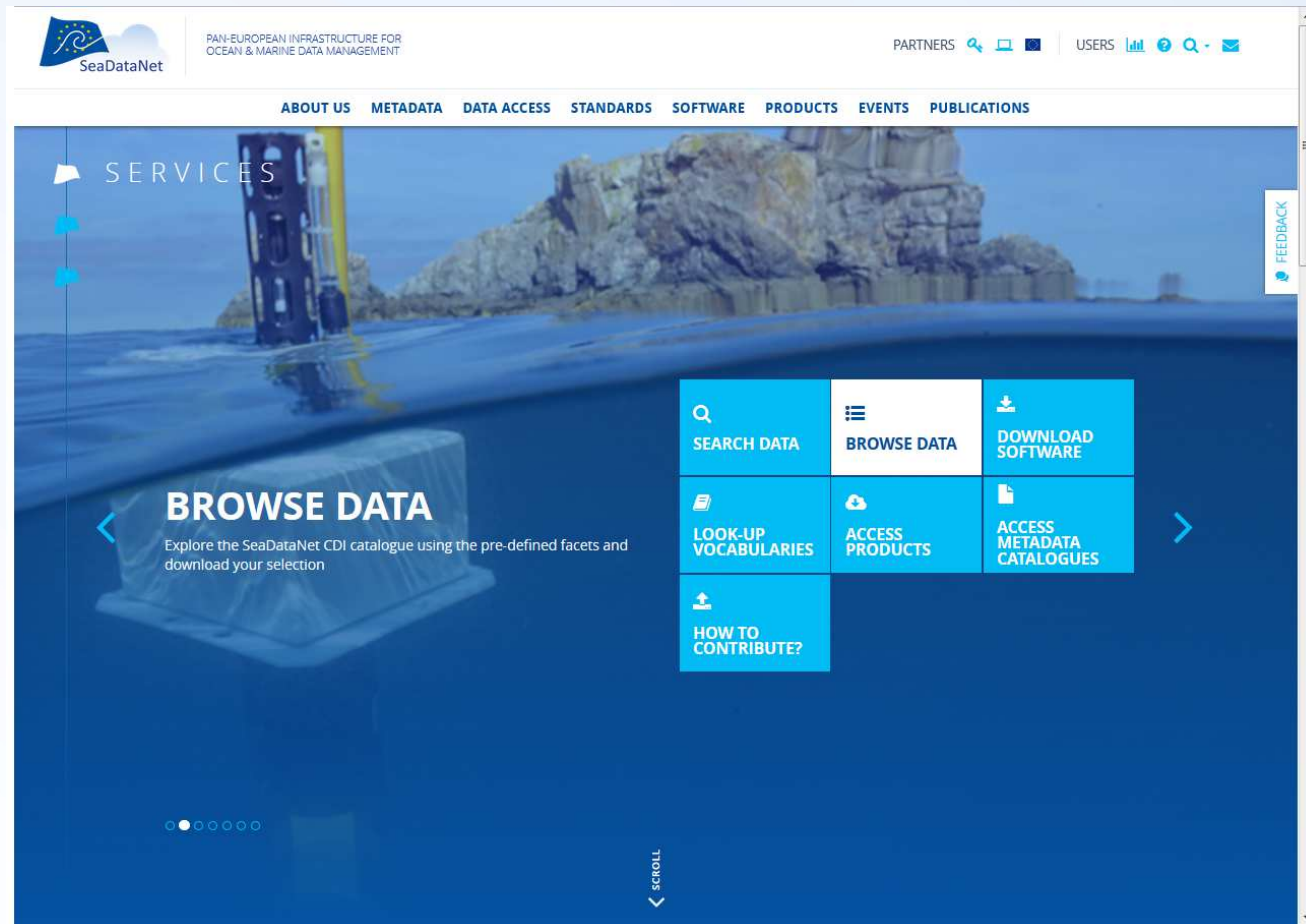 SeaDataNet
PAN-EUROPEAN INFRASTRUCTURE FOR
OCEAN & MARINE DATA MANAGEMENT
PARTNERS
USERS
ABOUT US METADATA DATA ACCESS STANDARDS SOFTWARE PRODUCTS EVENTS PUBLICATIONS
SERVICES
FEEDBACK
BROWSE DATA
Explore the SeaDataNet CDI catalogue using the pre-defined facets and
download your selection
SEARCH DATA
BROWSE DATA
DOWNLOAD
SOFTWARE
LOOK-UP
VOCABULARIES
ACCESS
PRODUCTS
ACCESS
METADATA
CATALOGUES
HOW TO
CONTRIBUTE?
SCROLL